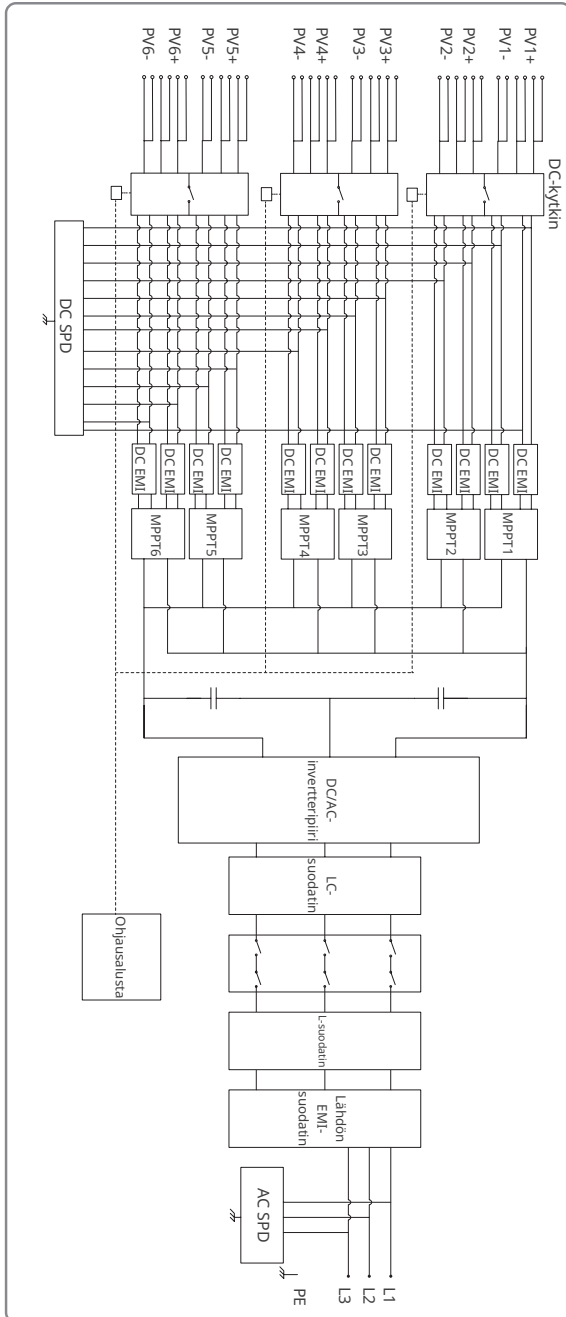 PV6-
PV6+
PV5-
PV5+
PV4-
PV4+
PV3-
PV3+
PV2-
PV2+
PV1-
PV1+
DC-kytkin
DC SPD
DC EMI
DC EMI
DC EMI
DC EMI
DC EMI
DC EMI
DC EMI
DC EMI
DC EMI
DC EMI
DC EMI
DC EMI
MPPT6
MPPT5
MPPT4
MPPT3
MPPT2
MPPT1
DC/AC-
invertteripiiri
LC-
suodatin
Ohjausalusta
L-suodatin
Lähdön
EMI-
suodatin
AC SPD
PE
L3
L2
L1